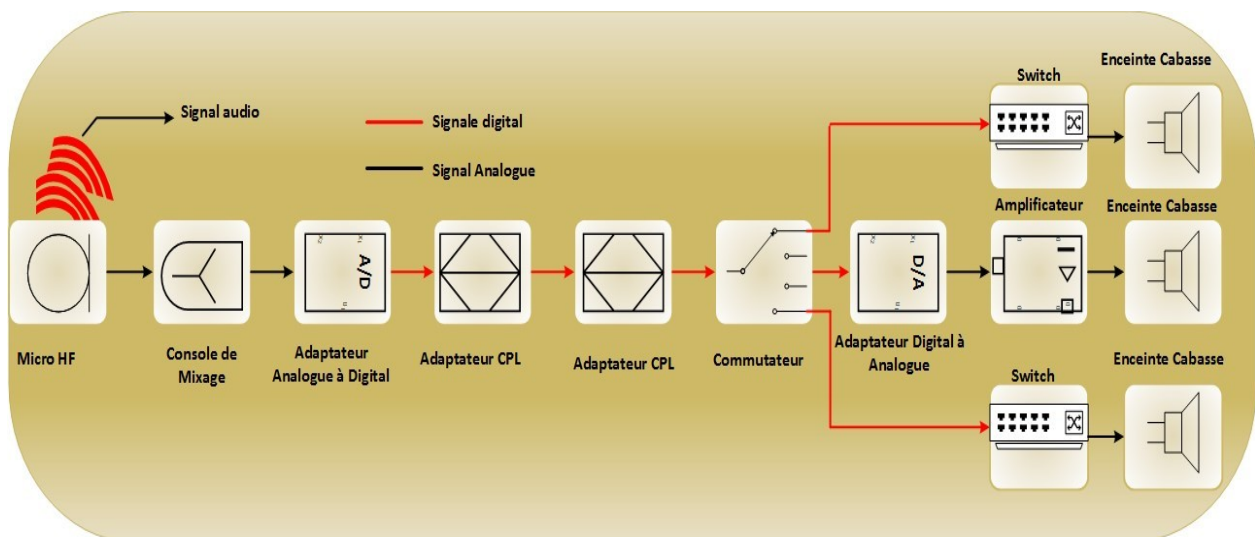 Signal audio
Signale digital
Signal Analogue
Switch
Enceinte Cabasse
Amplificateur
Enceinte Cabasse
A/D
D/A
Micro HF
Console de
Mixage
Adaptateur
Analogue à Digital
Adaptateur CPL
Adaptateur CPL
Commutateur
Adaptateur Digital à
Analogue
Switch
Enceinte Cabasse